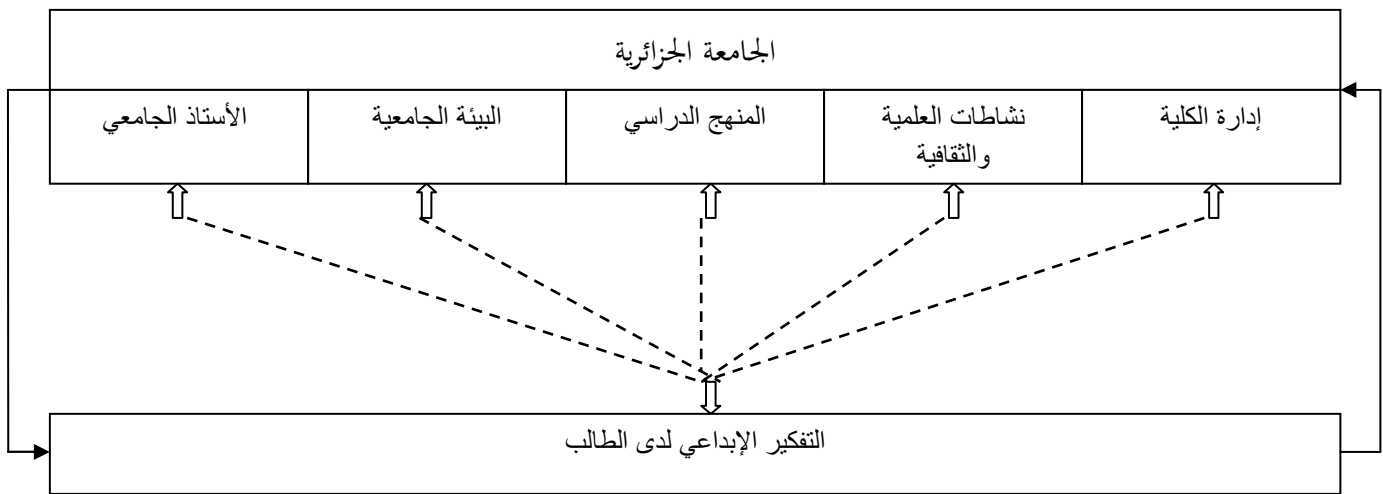 الجامعة الجزائرية
إدارة الكلية
نشاطات العلمية
والثقافية
المنهج الدراسي
البيئة الجامعية
الأستاذ الجامعي
التفكير الإبداعي لدى الطالب